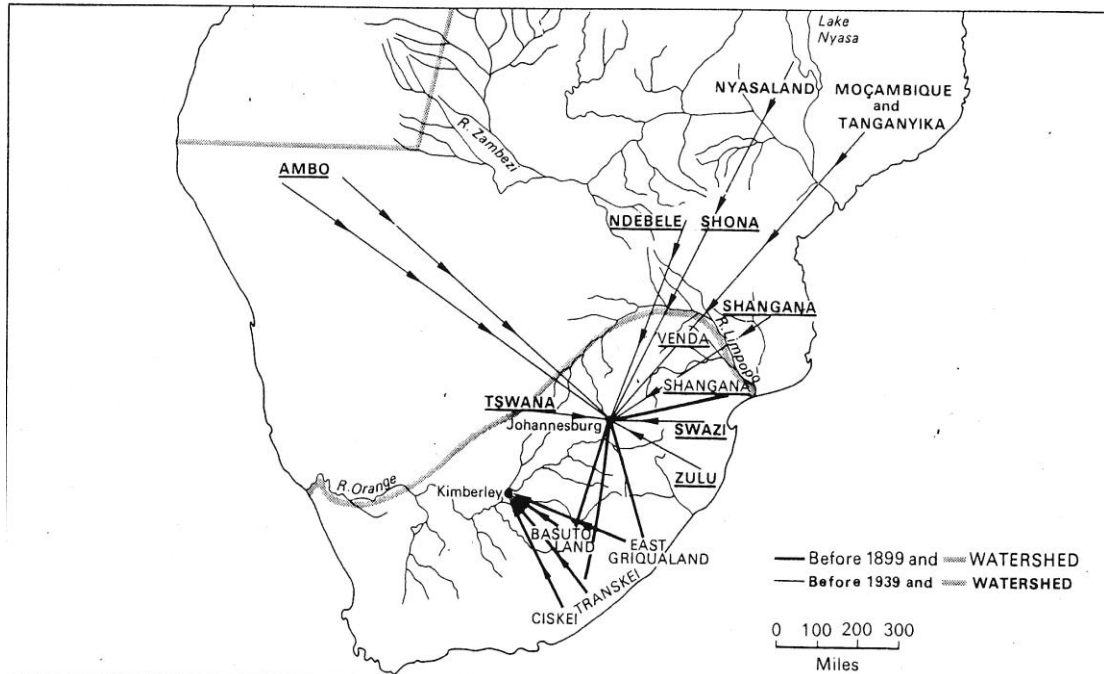 Lake
Nyasa
NYASALAND
MOÇAMBIQUE
and
TANGANYIKA
R. Zambezi
AMBO
NDEBELE
SHONA
SHANGANA
R. Limpopo
VENDA
SHANGANA
TSWANA
Johannesburg
SWAZI
ZULU
R. Orange
Kimberley
BASUTO
LAND
EAST
GRIQUALAND
TRANSKEI
CISKEI
Before 1899 and WATERSHED
Before 1939 and WATERSHED
0 100 200 300
Miles